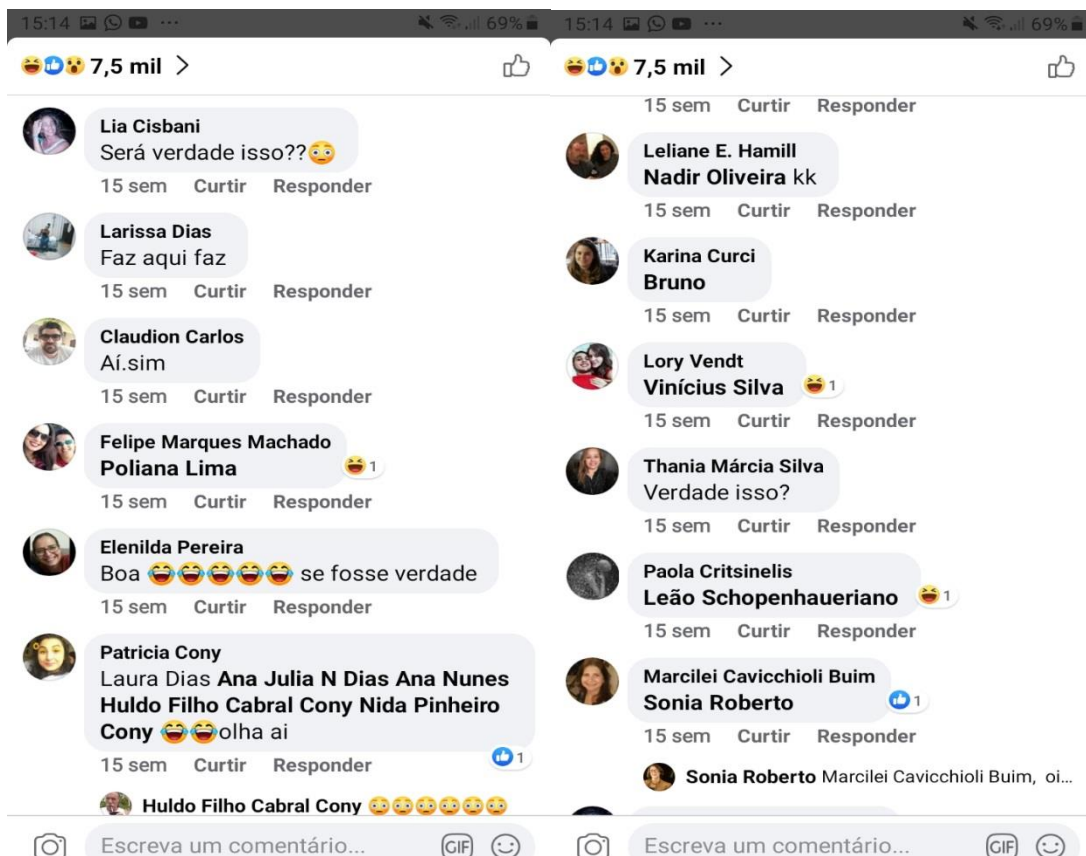 15:14 ···
69%
7,5 mil >
Lia Cisbani
Será verdade isso??😳
15 sem Curtir Responder
Larissa Dias
Faz aqui faz
15 sem Curtir Responder
Claudion Carlos
Aí.sim
15 sem Curtir Responder
Felipe Marques Machado
Poliana Lima
😆 1
15 sem Curtir Responder
Elenilda Pereira
Boa 😂😂😂😂😂 se fosse verdade
15 sem Curtir Responder
Patricia Cony
Laura Dias Ana Julia N Dias Ana Nunes
Huldo Filho Cabral Cony Nida Pinheiro
Cony 😂😂olha ai
15 sem Curtir Responder
1
Huldo Filho Cabral Cony 😳😳😳😳😳😳
Escreva um comentário...
GIF
15:14 ···
69%
7,5 mil >
15 sem Curtir Responder
Leliane E. Hamill
Nadir Oliveira kk
15 sem Curtir Responder
Karina Curci
Bruno
15 sem Curtir Responder
Lory Vendt
Vinícius Silva
😆 1
15 sem Curtir Responder
Thania Márcia Silva
Verdade isso?
15 sem Curtir Responder
Paola Critsinelis
Leão Schopenhaueriano
😆 1
15 sem Curtir Responder
Marcilei Cavicchioli Buim
Sonia Roberto
1
15 sem Curtir Responder
Sonia Roberto Marcilei Cavicchioli Buim, oi...
Escreva um comentário...
GIF